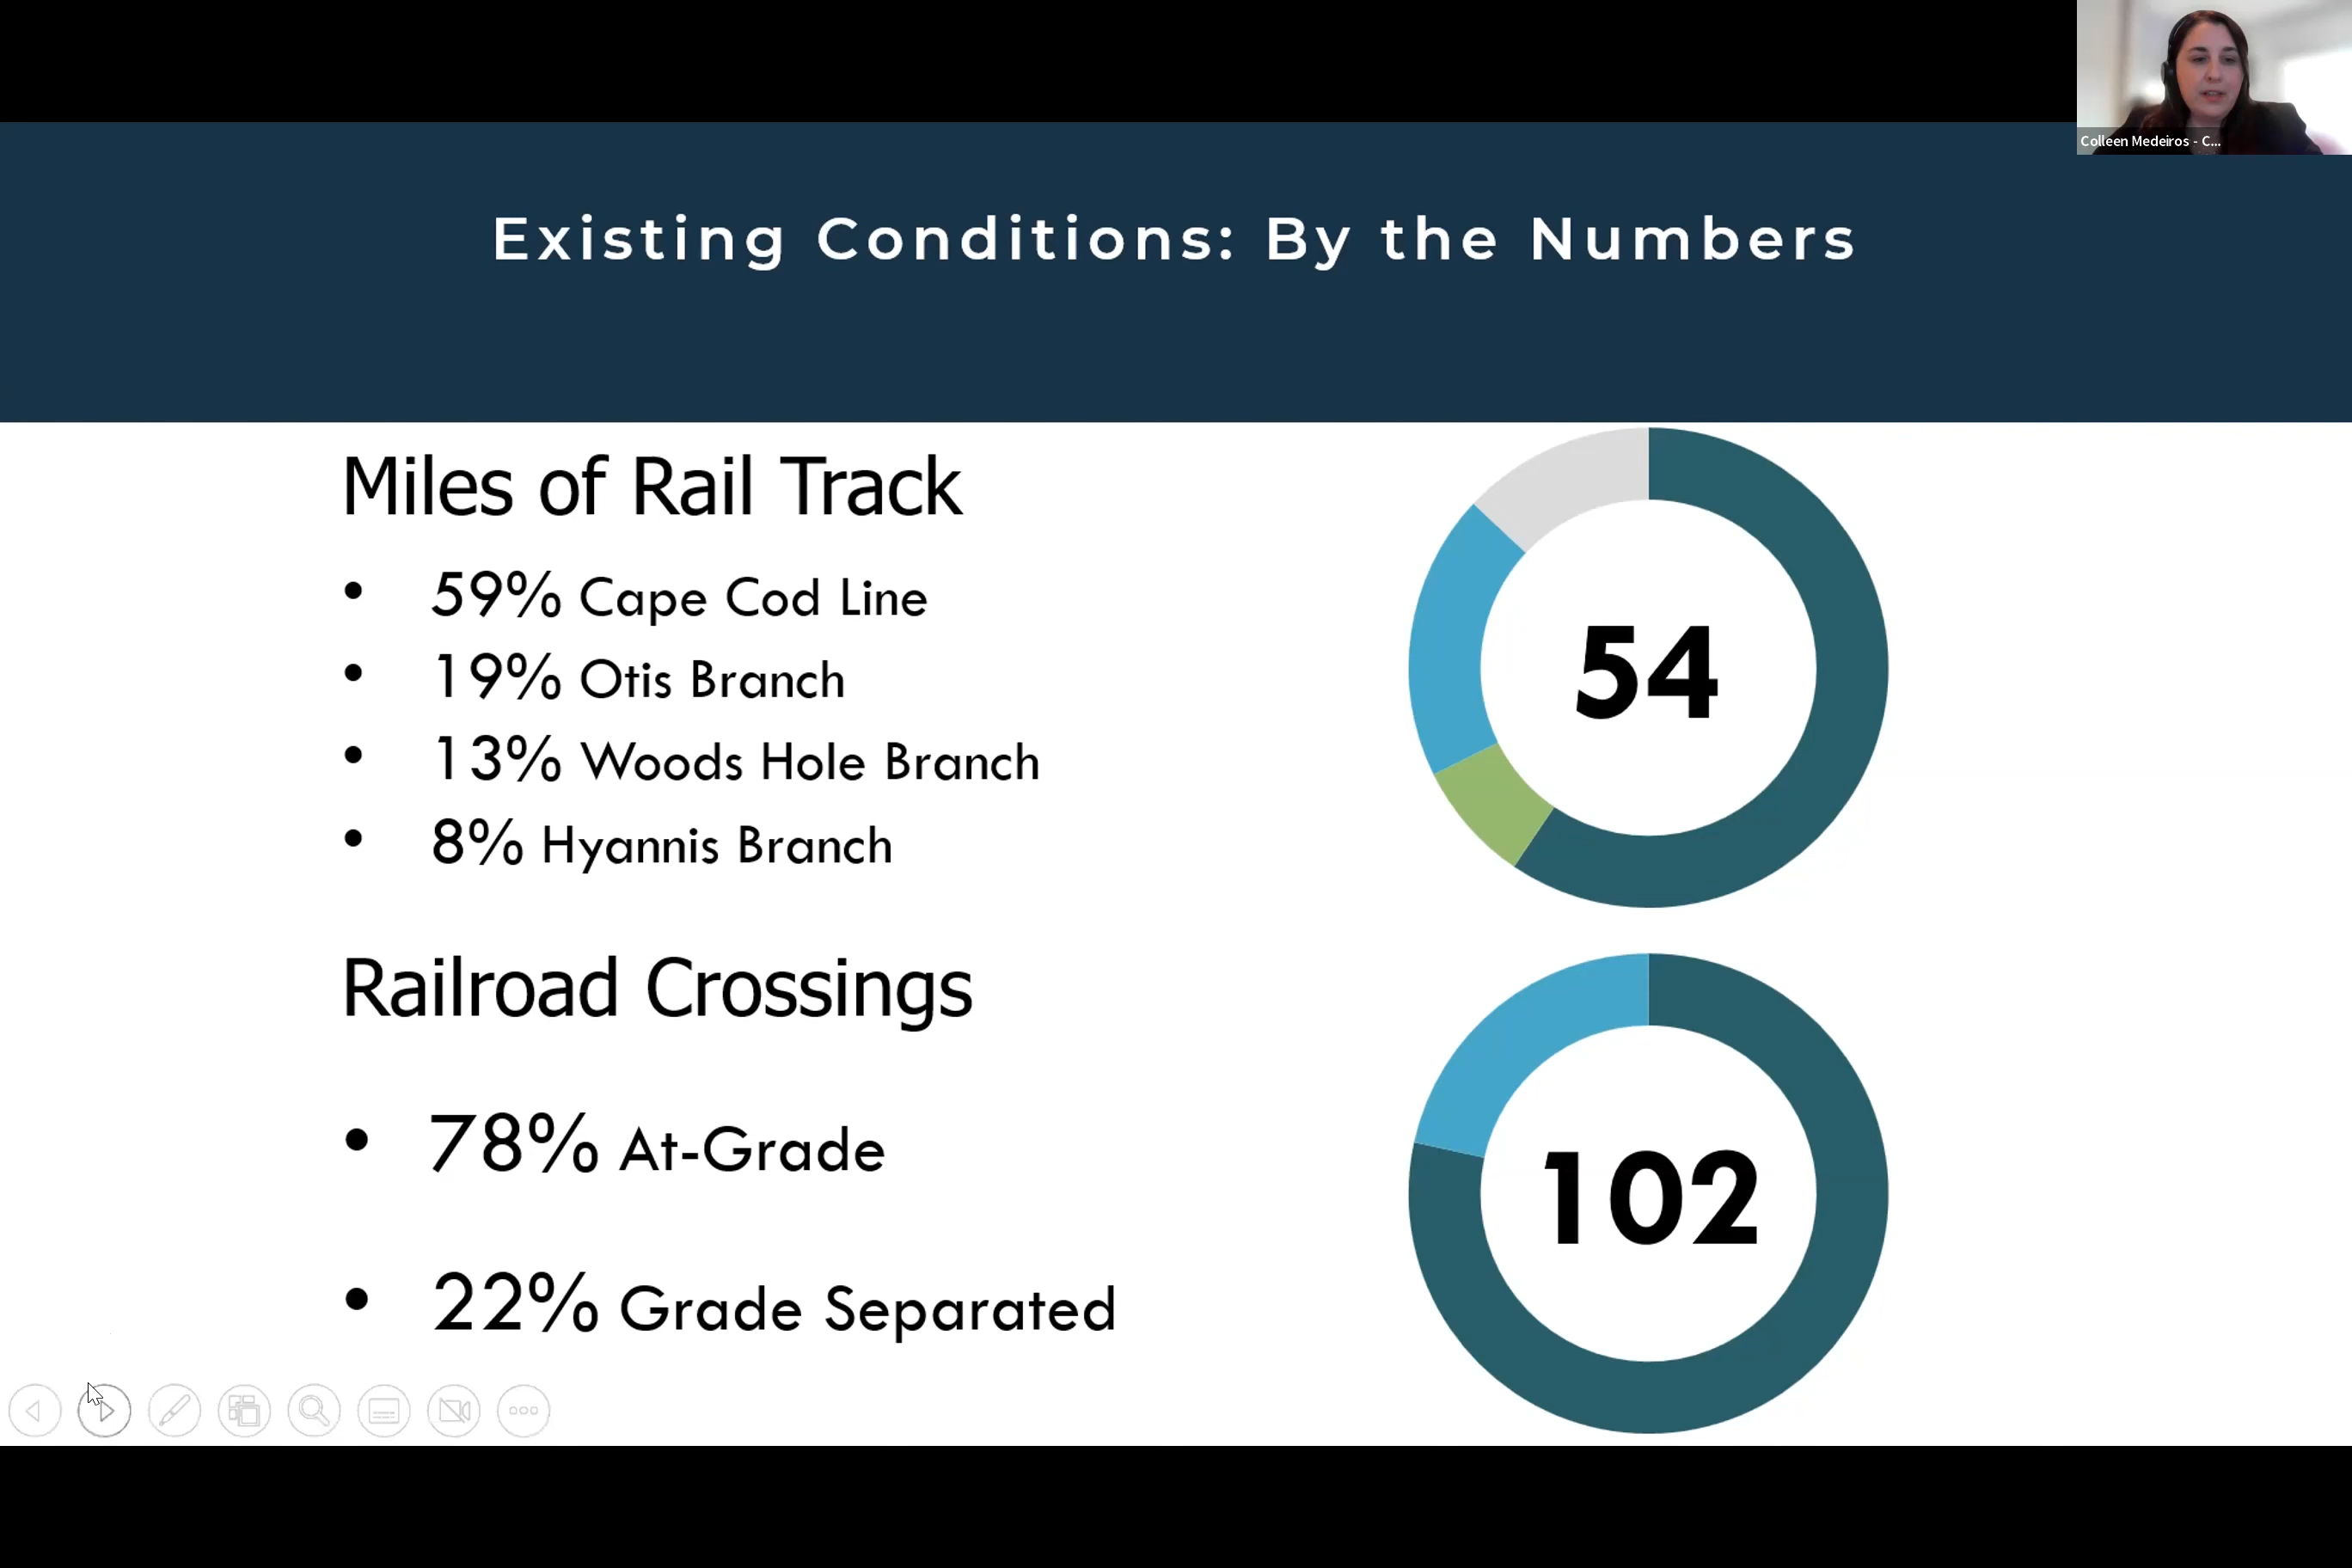 Colleen Medeiros - C...
Existing Conditions: By the Numbers
Miles of Rail Track
• 59% Cape Cod Line
• 19% Otis Branch
• 13% Woods Hole Branch
• 8% Hyannis Branch
54
Railroad Crossings
• 78% At-Grade
• 22% Grade Separated
102